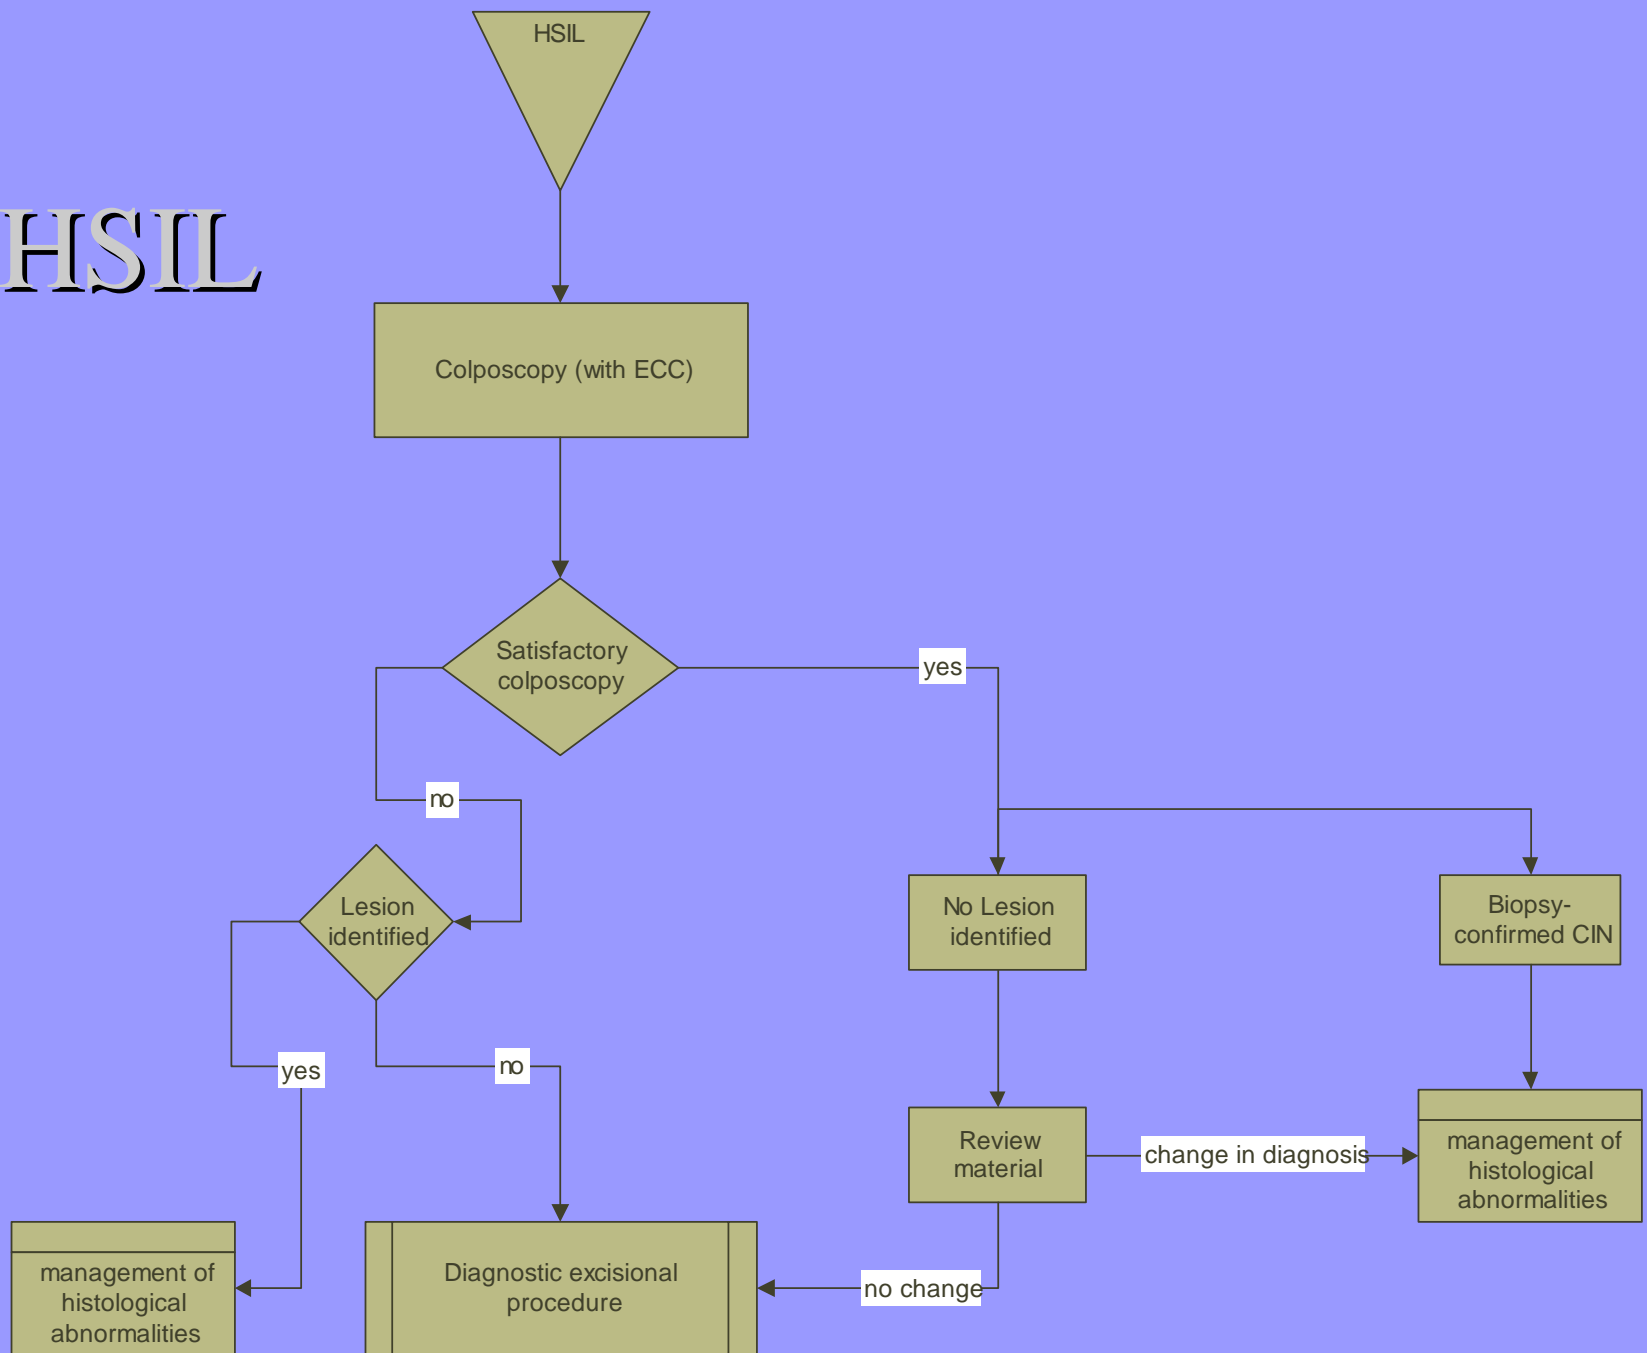 HSIL
HSIL
Colposcopy (with ECC)
Satisfactory
colposcopy
yes
no
Lesion
identified
No Lesion
identified
Biopsy-
confirmed CIN
yes
no
Review
material
change in diagnosis
management of
histological
abnormalities
management of
histological
abnormalities
Diagnostic excisional
procedure
no change